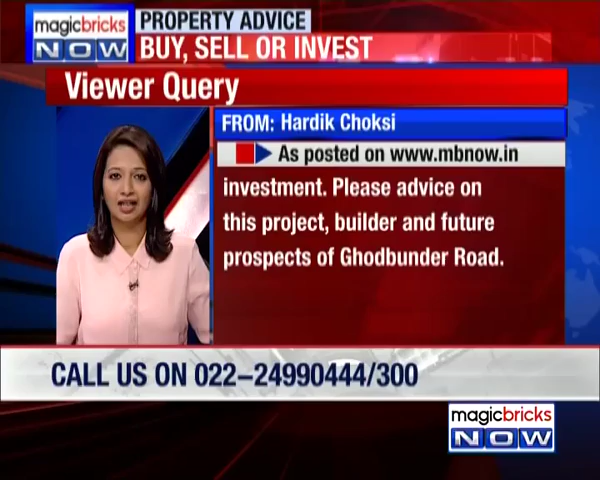 magicbricks
NOW
PROPERTY ADVICE
BUY, SELL OR INVEST
Viewer Query
FROM: Hardik Choksi
As posted on www.mbnow.in
investment. Please advice on
this project, builder and future
prospects of Ghodbunder Road.
CALL US ON 022–24990444/300
magicbricks
NOW